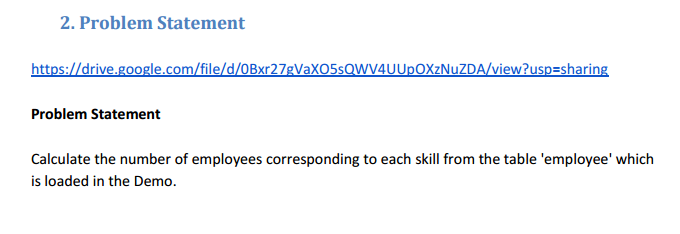 2. Problem Statement
https://drive.google.com/file/d/0Bxr27gVaXO5sQWV4UUpOXzNuZDA/view?usp=sharing
Problem Statement
Calculate the number of employees corresponding to each skill from the table 'employee' which
is loaded in the Demo.